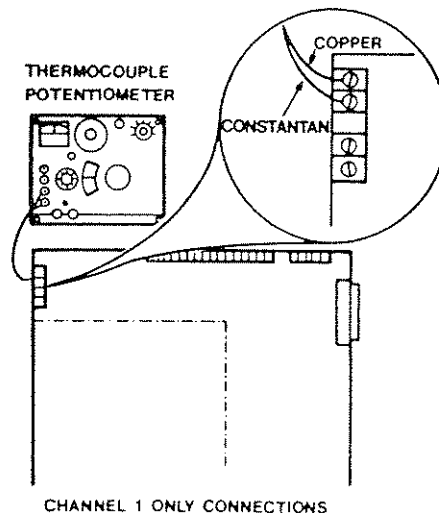 THERMOCOUPLE
POTENTIOMETER
COPPER
CONSTANTAN
CHANNEL 1 ONLY CONNECTIONS